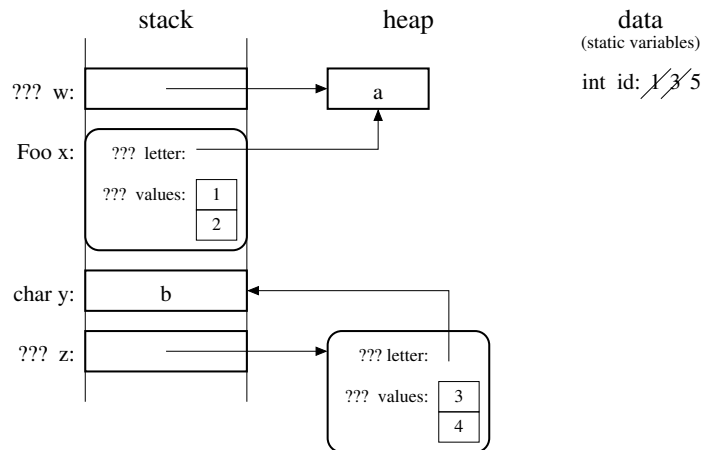 stack
heap
data
(static variables)
??? w:
a
int id: 1 3 5
Foo x:
??? letter:
??? values:
1
2
char y:
b
??? z:
??? letter:
??? values:
3
4